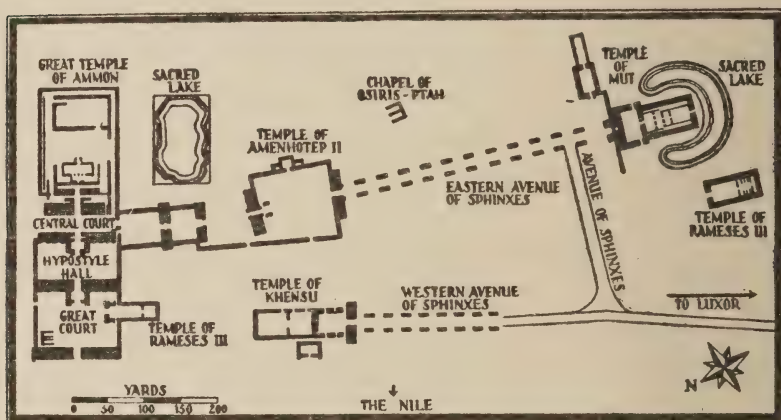 GREAT TEMPLE
OF AMMON
SACRED
LAKE
CHAPEL OF
OSIRIS-PTAH
TEMPLE
OF
MUT
SACRED
LAKE
TEMPLE OF
AMENHOTEP II
EASTERN AVENUE
OF SPHINXES
AVENUE OF SPHINXES
TEMPLE OF
RAMESES III
CENTRAL COURT
HYPOSTYLE
HALL
GREAT
COURT
TEMPLE OF
RAMESES III
TEMPLE OF
KHENSU
WESTERN AVENUE
OF SPHINXES
TO LUXOR
N
YARDS
0 50 100 150 200
THE NILE